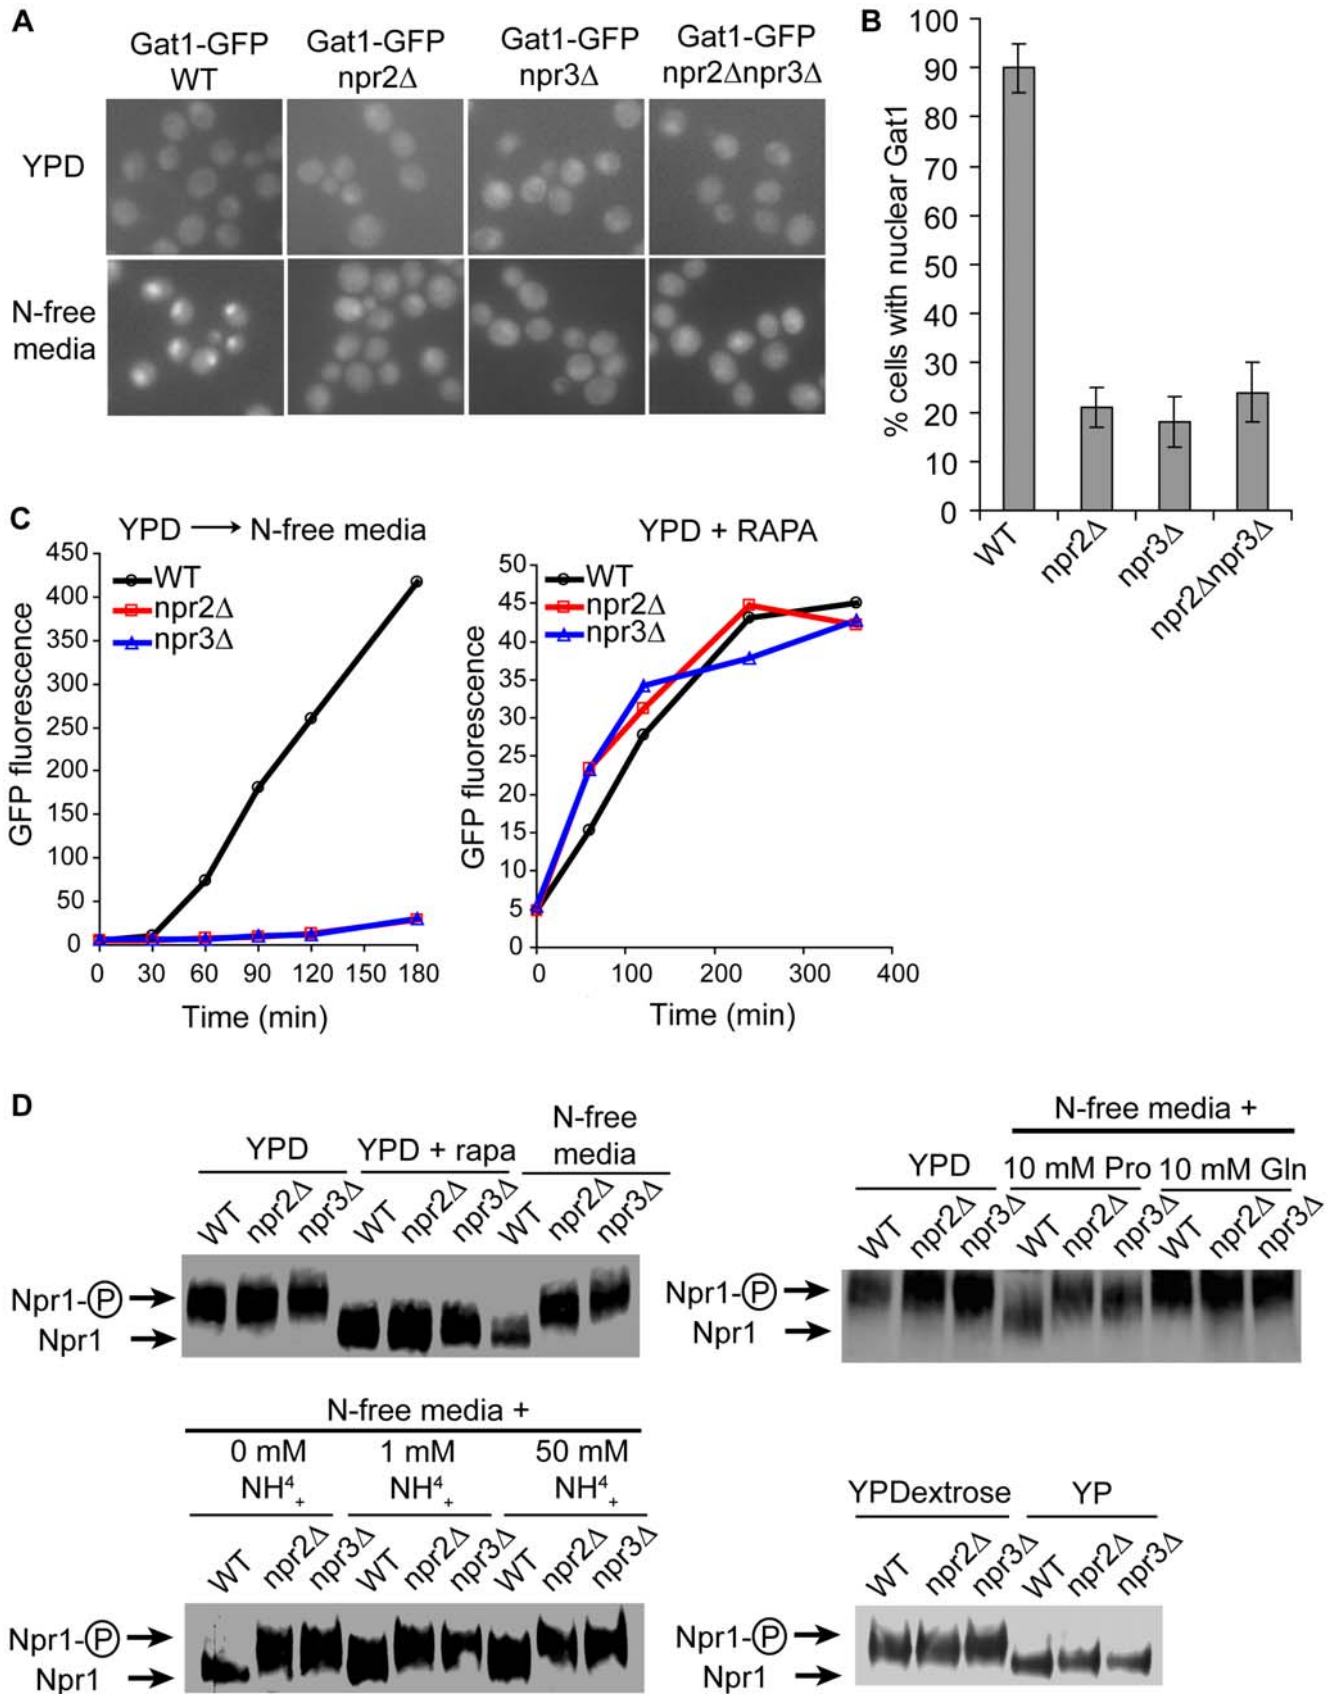 A
Gat1-GFP WT
Gat1-GFP npr2Δ
Gat1-GFP npr3Δ
Gat1-GFP npr2Δnpr3Δ
YPD
N-free media
B
% cells with nuclear Gat1
100
90
80
70
60
50
40
30
20
10
0
WT
npr2Δ
npr3Δ
npr2Δnpr3Δ
C
YPD → N-free media
GFP fluorescence
450
400
350
300
250
200
150
100
50
0
WT
npr2Δ
npr3Δ
0 30 60 90 120 150 180
Time (min)
YPD + RAPA
GFP fluorescence
50
45
40
35
30
25
20
15
10
5
0
WT
npr2Δ
npr3Δ
0 100 200 300 400
Time (min)
D
YPD
YPD + rapa
N-free media
WT npr2Δ npr3Δ WT npr2Δ npr3Δ WT npr2Δ npr3Δ
Npr1-Ⓟ
Npr1
N-free media +
YPD
10 mM Pro
10 mM Gln
WT npr2Δ npr3Δ WT npr2Δ npr3Δ WT npr2Δ npr3Δ
Npr1-Ⓟ
Npr1
N-free media +
0 mM NH⁴₊
1 mM NH⁴₊
50 mM NH⁴₊
WT npr2Δ npr3Δ WT npr2Δ npr3Δ WT npr2Δ npr3Δ
Npr1-Ⓟ
Npr1
YPDextrose
YP
WT npr2Δ npr3Δ WT npr2Δ npr3Δ
Npr1-Ⓟ
Npr1